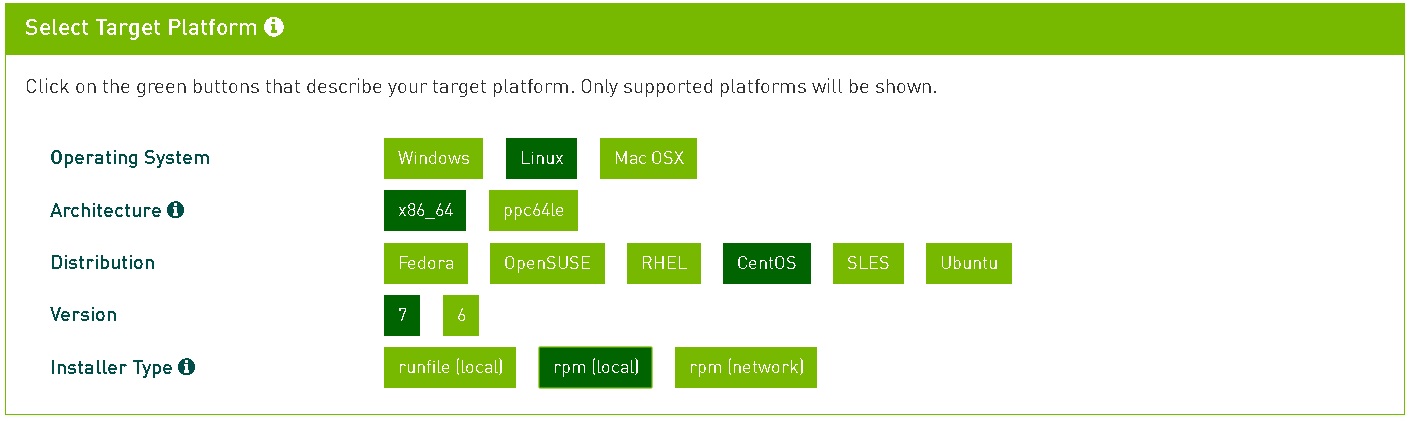 Select Target Platform
Click on the green buttons that describe your target platform. Only supported platforms will be shown.
Operating System Windows Linux Mac OSX
Architecture x86_64 ppc64le
Distribution Fedora OpenSUSE RHEL CentOS SLES Ubuntu
Version 7 6
Installer Type runfile (local) rpm (local) rpm (network)